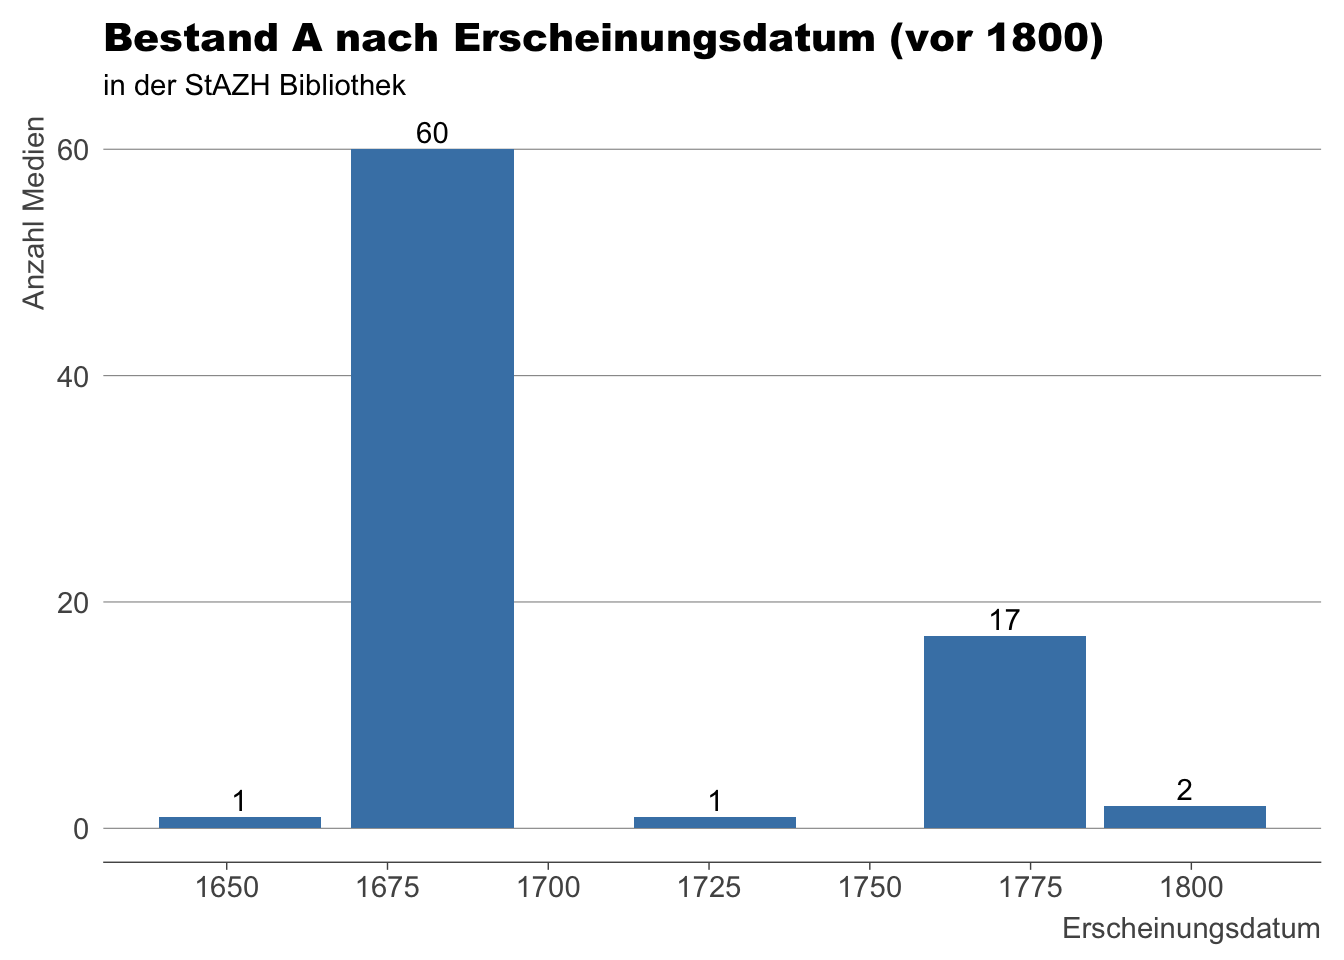 Bestand A nach Erscheinungsdatum (vor 1800)
in der StAZH Bibliothek
Anzahl Medien
60
40
20
0
60
1
1
17
2
1650 1675 1700 1725 1750 1775 1800
Erscheinungsdatum